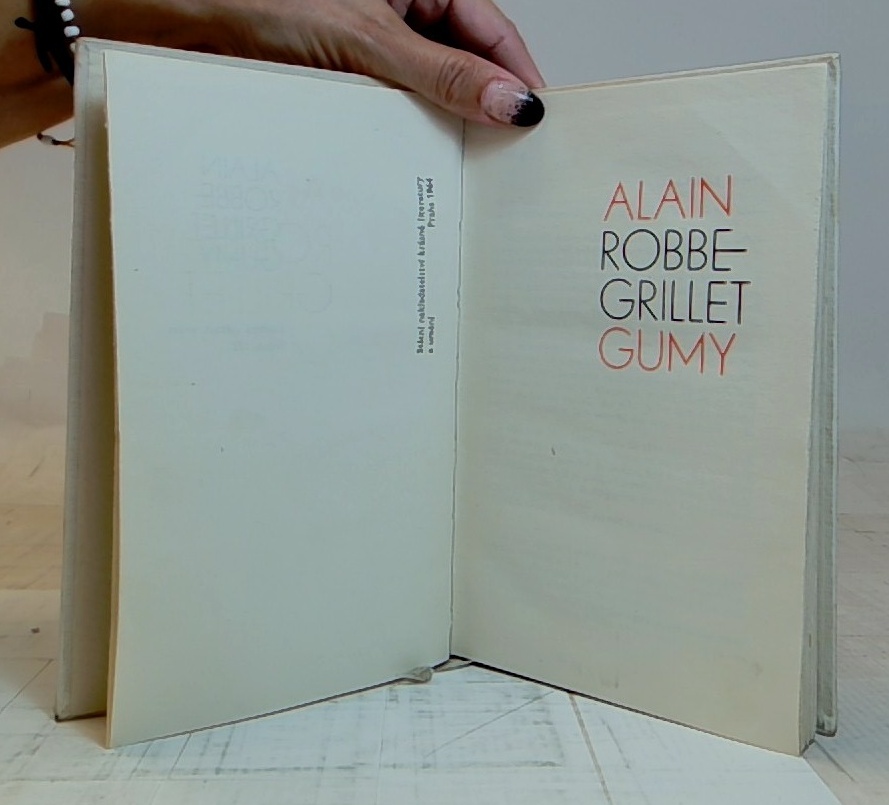 Státní nakladatelství krásné literatury
a umění Praha 1964
ALAIN
ROBBE-
GRILLET
GUMY